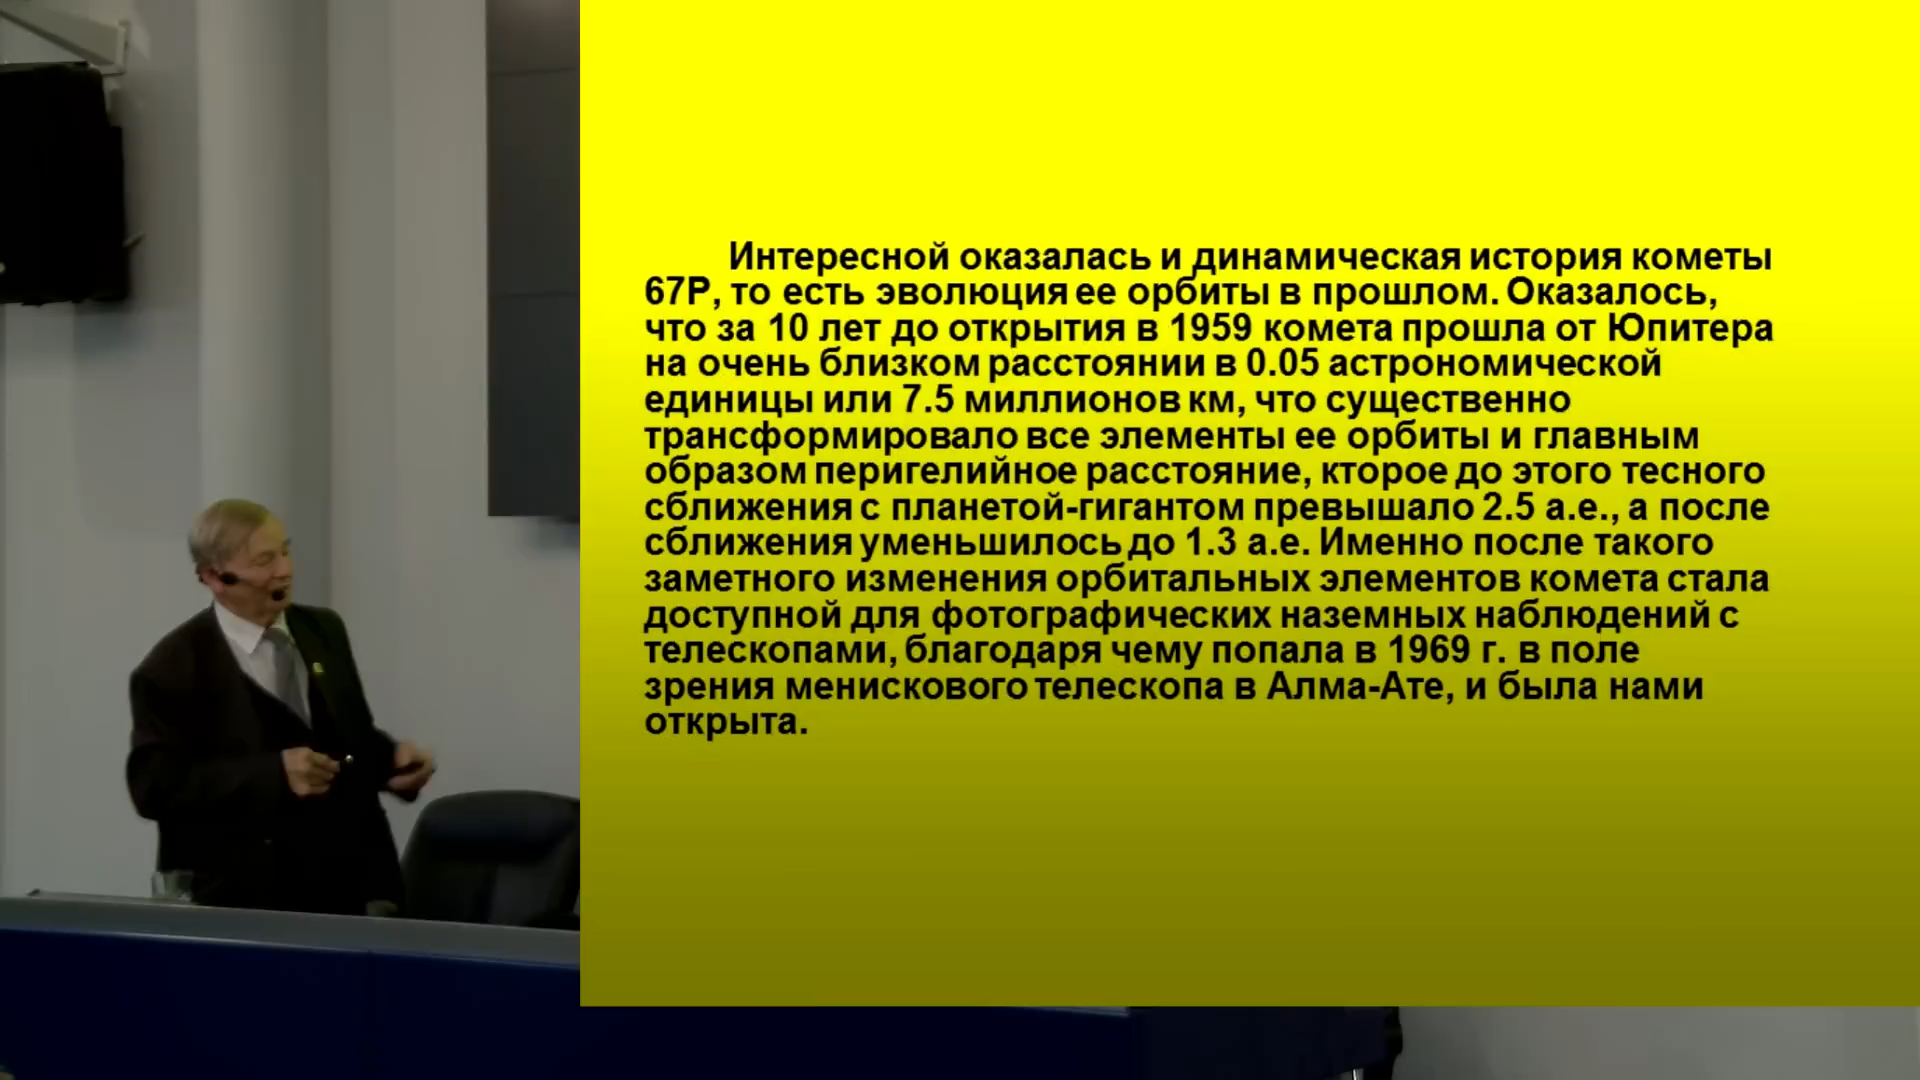 Интересной оказалась и динамическая история кометы
67Р, то есть эволюция ее орбиты в прошлом. Оказалось,
что за 10 лет до открытия в 1959 комета прошла от Юпитера
на очень близком расстоянии в 0.05 астрономической
единицы или 7.5 миллионов км, что существенно
трансформировало все элементы ее орбиты и главным
образом перигелийное расстояние, кторое до этого тесного
сближения с планетой-гигантом превышало 2.5 а.е., а после
сближения уменьшилось до 1.3 а.е. Именно после такого
заметного изменения орбитальных элементов комета стала
доступной для фотографических наземных наблюдений с
телескопами, благодаря чему попала в 1969 г. в поле
зрения менискового телескопа в Алма-Ате, и была нами
открыта.